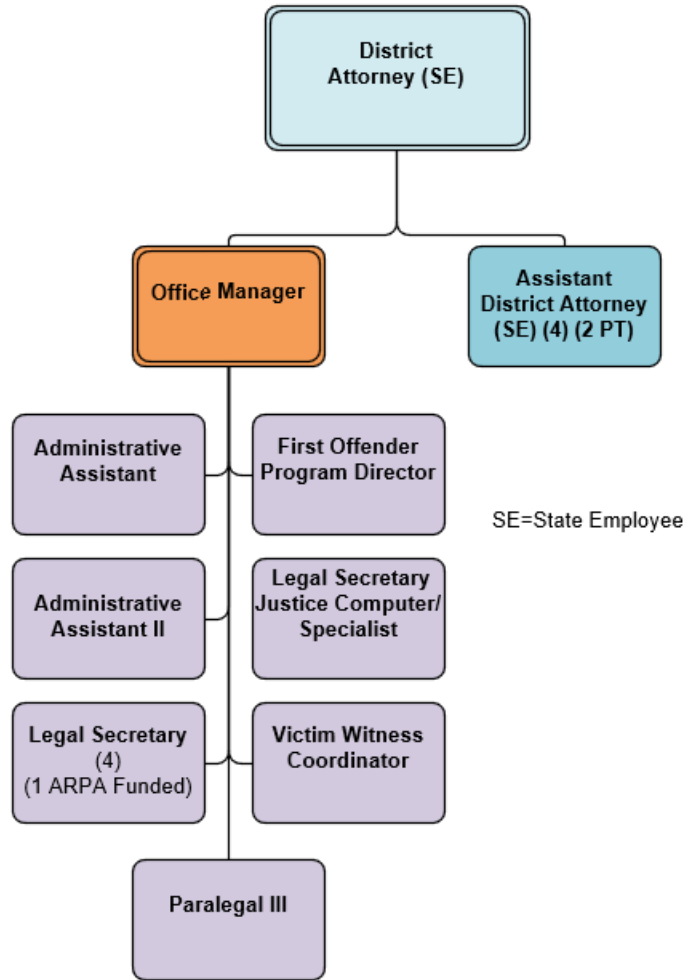 District
Attorney (SE)
Office Manager
Assistant
District Attorney
(SE) (4) (2 PT)
Administrative
Assistant
First Offender
Program Director
SE=State Employee
Administrative
Assistant II
Legal Secretary
Justice Computer/
Specialist
Legal Secretary
(4)
(1 ARPA Funded)
Victim Witness
Coordinator
Paralegal III